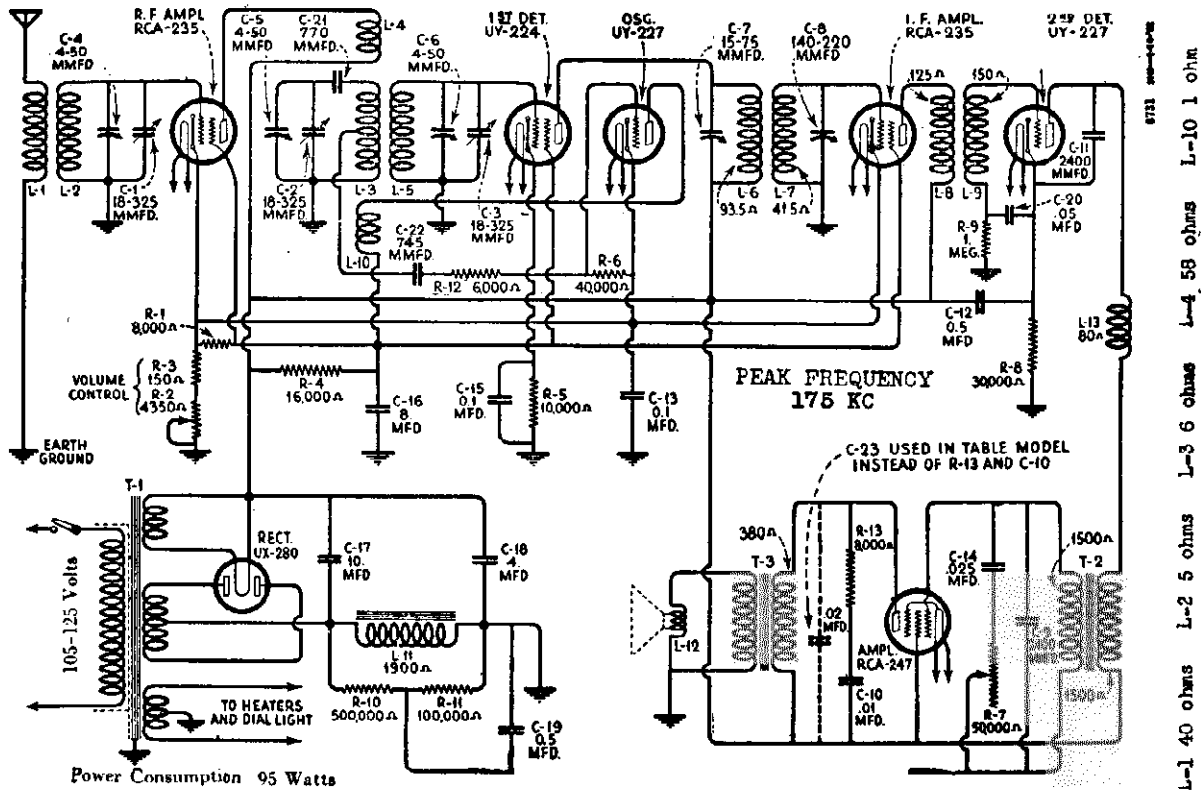 C-4
4-50
MMFD
R.F. AMPL.
RCA-235
C-5
4-50
MMFD
C-21
770
MMFD
L-4
C-6
4-50
MMFD.
1ST DET.
UY-224
OSC.
UY-227
C-7
15-75
MMFD.
C-8
140-220
MMFD.
I.F. AMPL.
RCA-235
2ND DET.
UY-227
125Ω
150Ω
L-1
L-2
C-1
18-325
MMFD.
C-2
18-325
MMFD.
L-3
L-5
C-3
18-325
MMFD
L-6
93.5Ω
L-7
41.5Ω
L-8
L-9
C-11
2400
MMFD
C-20
.05
MFD
R-9
1.
MEG.
L-10
C-22
745
MMFD.
R-12
6,000Ω
R-6
40,000Ω
R-1
8,000Ω
VOLUME
CONTROL
R-3
150Ω
R-2
4350Ω
R-4
16,000Ω
C-16
8.
MFD
C-15
0.1
MFD.
R-5
10,000Ω
C-13
0.1
MFD.
C-12
0.5
MFD
R-8
30,000Ω
L-13
80Ω
PEAK FREQUENCY
175 KC
EARTH
GROUND
C-23 USED IN TABLE MODEL
INSTEAD OF R-13 AND C-10
T-1
105-125 Volts
RECT.
UX-280
C-17
10.
MFD
C-18
4.
MFD
L-11
1900Ω
R-10
500,000Ω
R-11
100,000Ω
C-19
0.5
MFD.
TO HEATERS
AND DIAL LIGHT
Power Consumption 95 Watts
L-12
T-3
380Ω
.02
MFD.
R-13
8,000Ω
C-10
.01
MFD.
AMPL.
RCA-247
C-14
.025
MFD.
R-7
50,000Ω
1500Ω
T-2
1500Ω
L-1 40 ohms L-2 5 ohms L-3 6 ohms L-4 58 ohms L-10 1 ohm